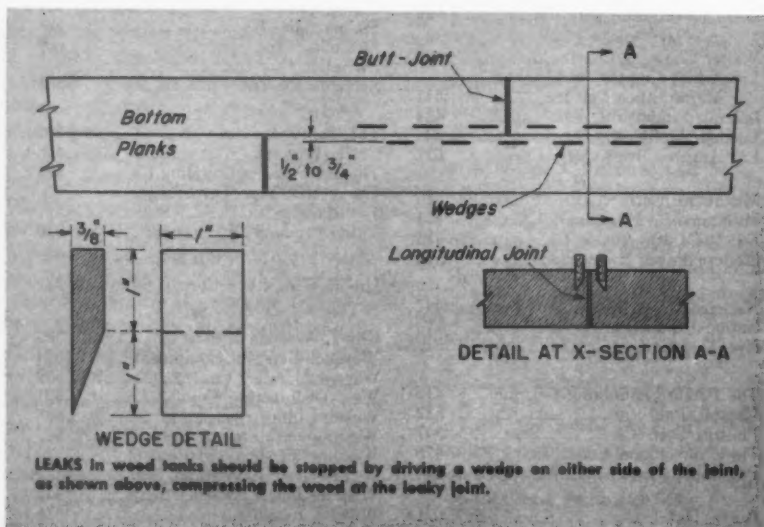 A
Butt-Joint
Bottom
Planks
1/2" to 3/4"
Wedges
A
3/8"
1"
1"
1"
Longitudinal Joint
DETAIL AT X-SECTION A-A
WEDGE DETAIL
LEAKS in wood tanks should be stopped by driving a wedge on either side of the joint,
as shown above, compressing the wood at the leaky joint.